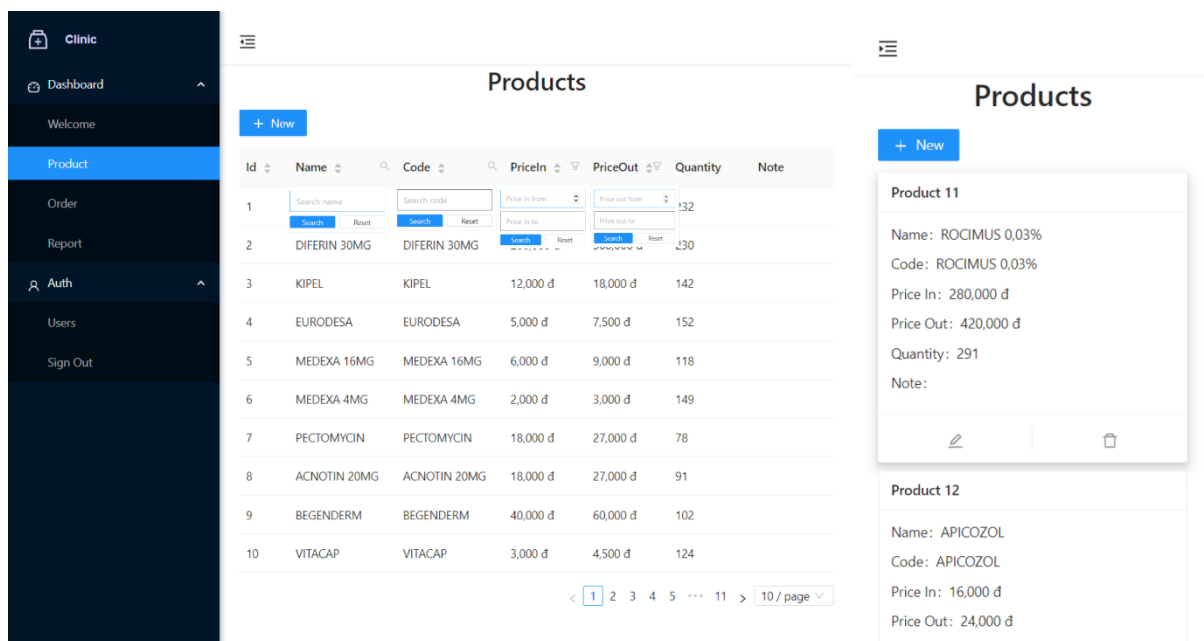 Clinic
Dashboard
Welcome
Product
Order
Report
Auth
Users
Sign Out
Products
+ New
Id Name Code PriceIn PriceOut Quantity Note
1 232
Search name
Search Reset
Search code
Search Reset
Price in from
Price in to
Search Reset
Price out from
Price out to
Search Reset
2 DIFERIN 30MG DIFERIN 30MG 230
3 KIPEL KIPEL 12,000 đ 18,000 đ 142
4 EURODESA EURODESA 5,000 đ 7,500 đ 152
5 MEDEXA 16MG MEDEXA 16MG 6,000 đ 9,000 đ 118
6 MEDEXA 4MG MEDEXA 4MG 2,000 đ 3,000 đ 149
7 PECTOMYCIN PECTOMYCIN 18,000 đ 27,000 đ 78
8 ACNOTIN 20MG ACNOTIN 20MG 18,000 đ 27,000 đ 91
9 BEGENDERM BEGENDERM 40,000 đ 60,000 đ 102
10 VITACAP VITACAP 3,000 đ 4,500 đ 124
< 1 2 3 4 5 ••• 11 > 10 / page
Products
+ New
Product 11
Name: ROCIMUS 0,03%
Code: ROCIMUS 0,03%
Price In: 280,000 đ
Price Out: 420,000 đ
Quantity: 291
Note:
Product 12
Name: APICOZOL
Code: APICOZOL
Price In: 16,000 đ
Price Out: 24,000 đ